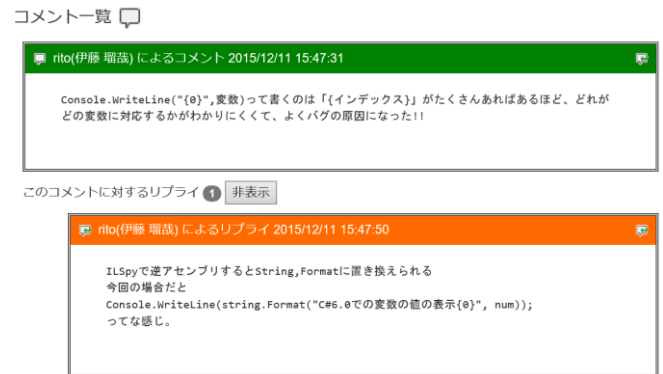 コメント一覧
rito(伊藤 瑠哉) によるコメント 2015/12/11 15:47:31
Console.WriteLine("{0}",変数)って書くのは「{インデックス}」がたくさんあればあるほど、どれが
どの変数に対応するかがわかりにくくて、よくバグの原因になった!!
このコメントに対するリプライ 1 非表示
rito(伊藤 瑠哉) によるリプライ 2015/12/11 15:47:50
ILSpyで逆アセンブリするとString,Formatに置き換えられる
今回の場合だと
Console.WriteLine(string.Format("C#6.0での変数の値の表示{0}", num));
ってな感じ。